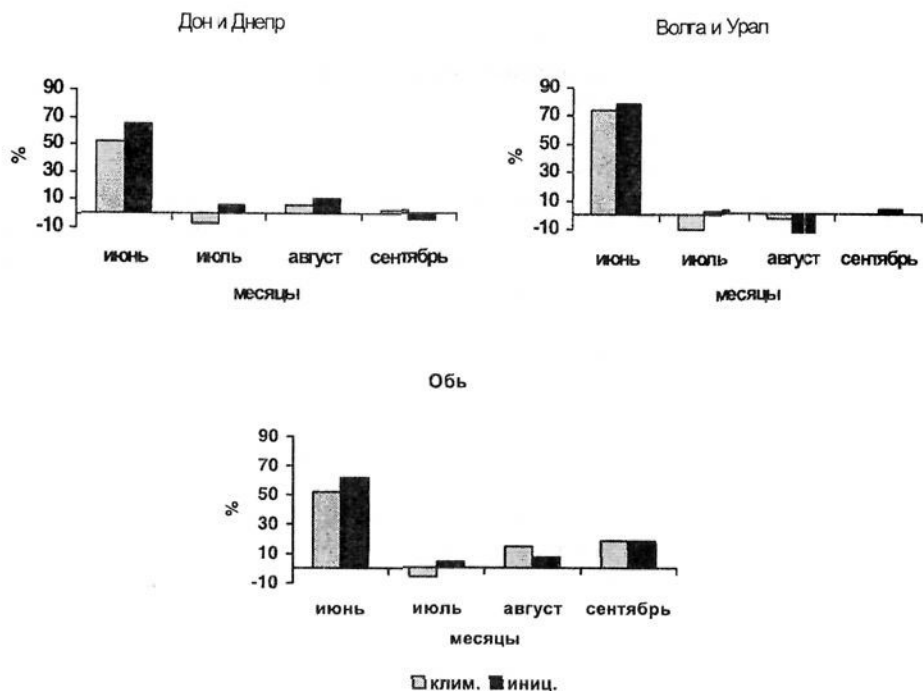 Дон и Днепр
90
70
50
30
10
-10
%
июнь июль август сентябрь
месяцы
Волга и Урал
90
70
50
30
10
-10
%
июнь июль август сентябрь
месяцы
Обь
90
70
50
30
10
-10
%
июнь июль август сентябрь
месяцы
клим. иниц.